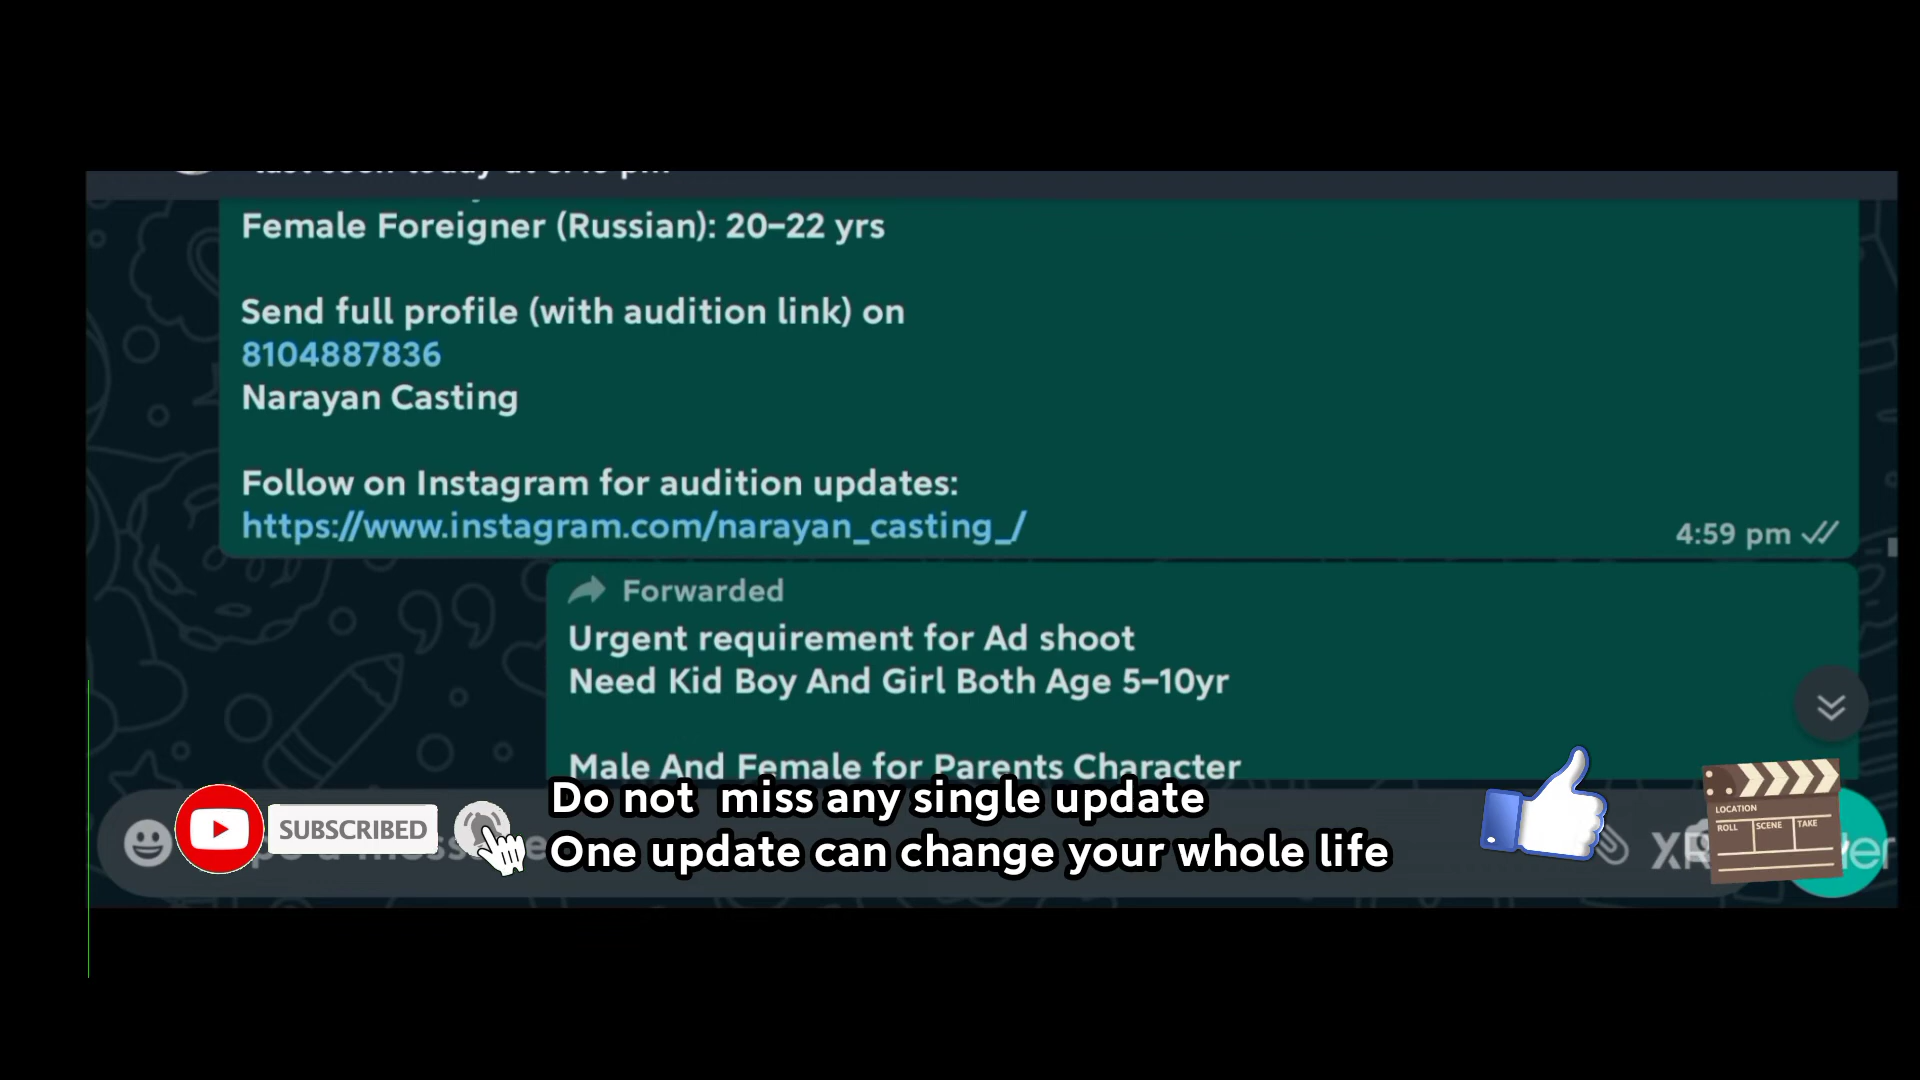 Female Foreigner (Russian): 20–22 yrs
Send full profile (with audition link) on
8104887836
Narayan Casting
Follow on Instagram for audition updates:
https://www.instagram.com/narayan_casting_/
4:59 pm
Forwarded
Urgent requirement for Ad shoot
Need Kid Boy And Girl Both Age 5–10yr
Male And Female for Parents Character
Do not miss any single update
One update can change your whole life
SUBSCRIBED
LOCATION
ROLL SCENE TAKE